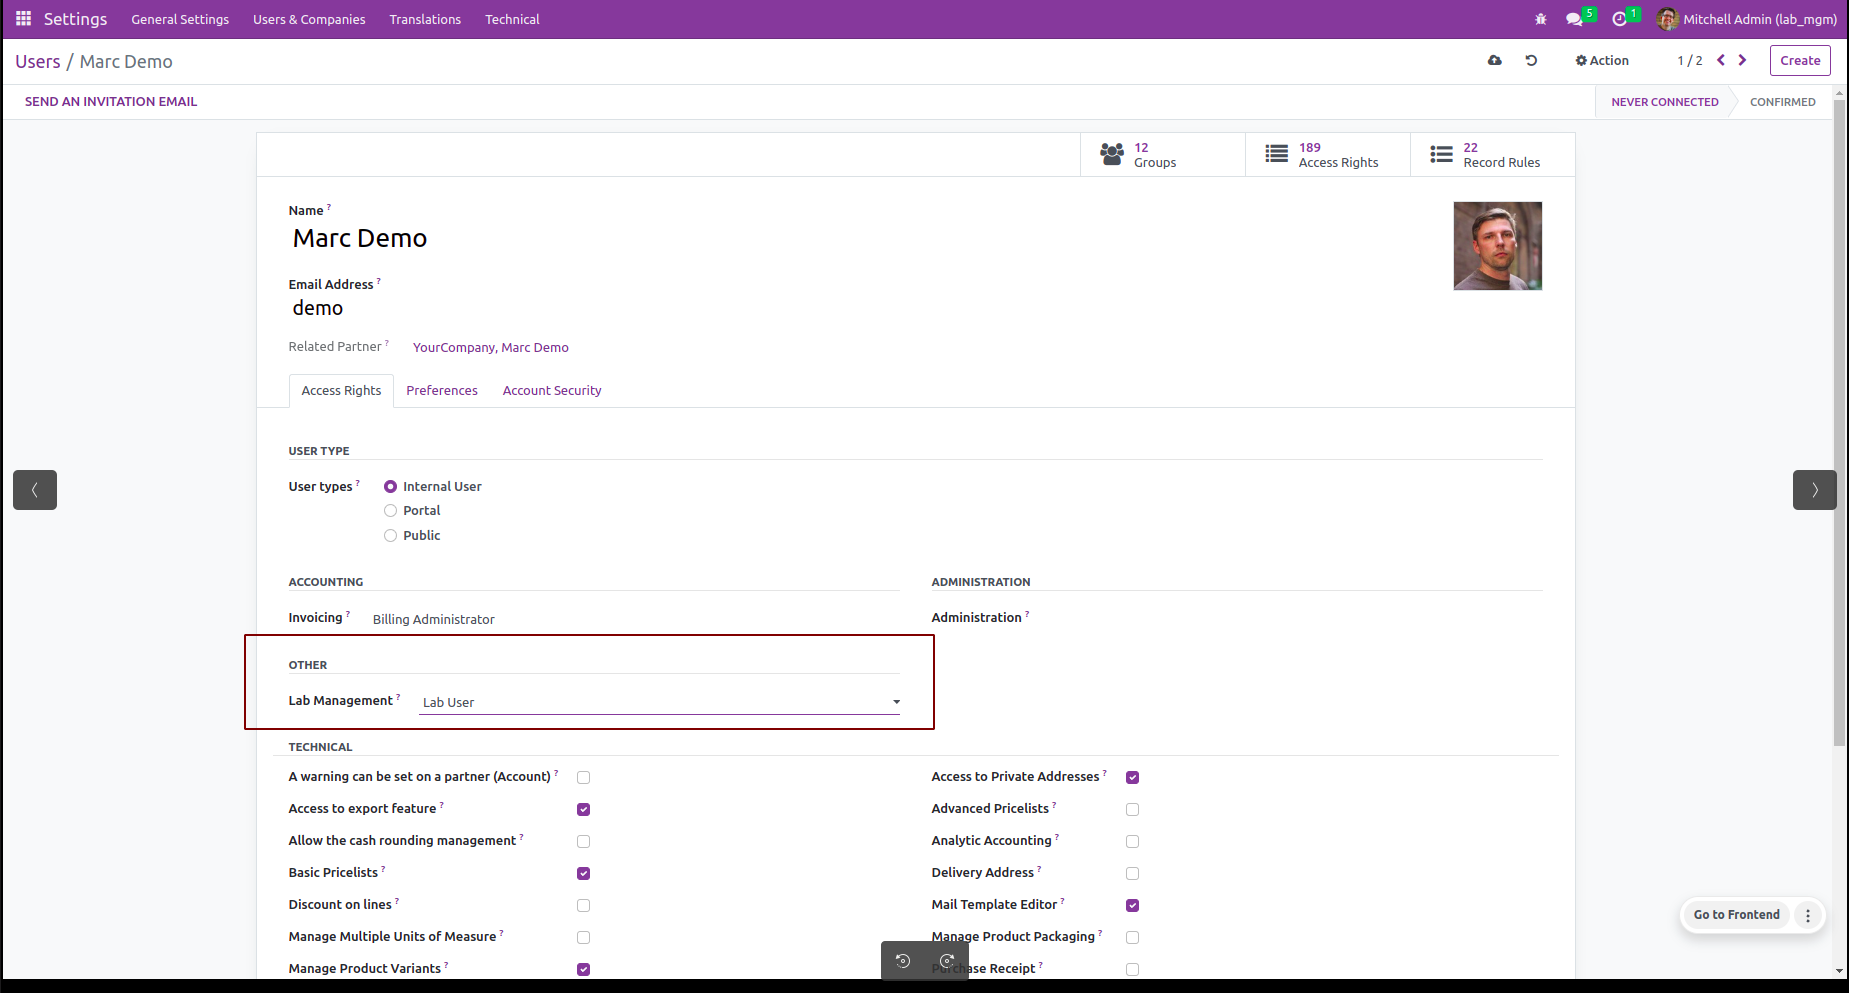 Settings General Settings Users & Companies Translations Technical 5 1 Mitchell Admin (lab_mgm)
Users / Marc Demo Action 1 / 2 Create
SEND AN INVITATION EMAIL NEVER CONNECTED CONFIRMED
12 Groups 189 Access Rights 22 Record Rules
Name ?
Marc Demo
Email Address ?
demo
Related Partner ? YourCompany, Marc Demo
Access Rights Preferences Account Security
USER TYPE
User types ? Internal User
Portal
Public
ACCOUNTING ADMINISTRATION
Invoicing ? Billing Administrator Administration ?
OTHER
Lab Management ? Lab User
TECHNICAL
A warning can be set on a partner (Account) ? Access to Private Addresses ?
Access to export feature ? Advanced Pricelists ?
Allow the cash rounding management ? Analytic Accounting ?
Basic Pricelists ? Delivery Address ?
Discount on lines ? Mail Template Editor ?
Go to Frontend
Manage Multiple Units of Measure ? Manage Product Packaging ?
Manage Product Variants ? Purchase Receipt ?